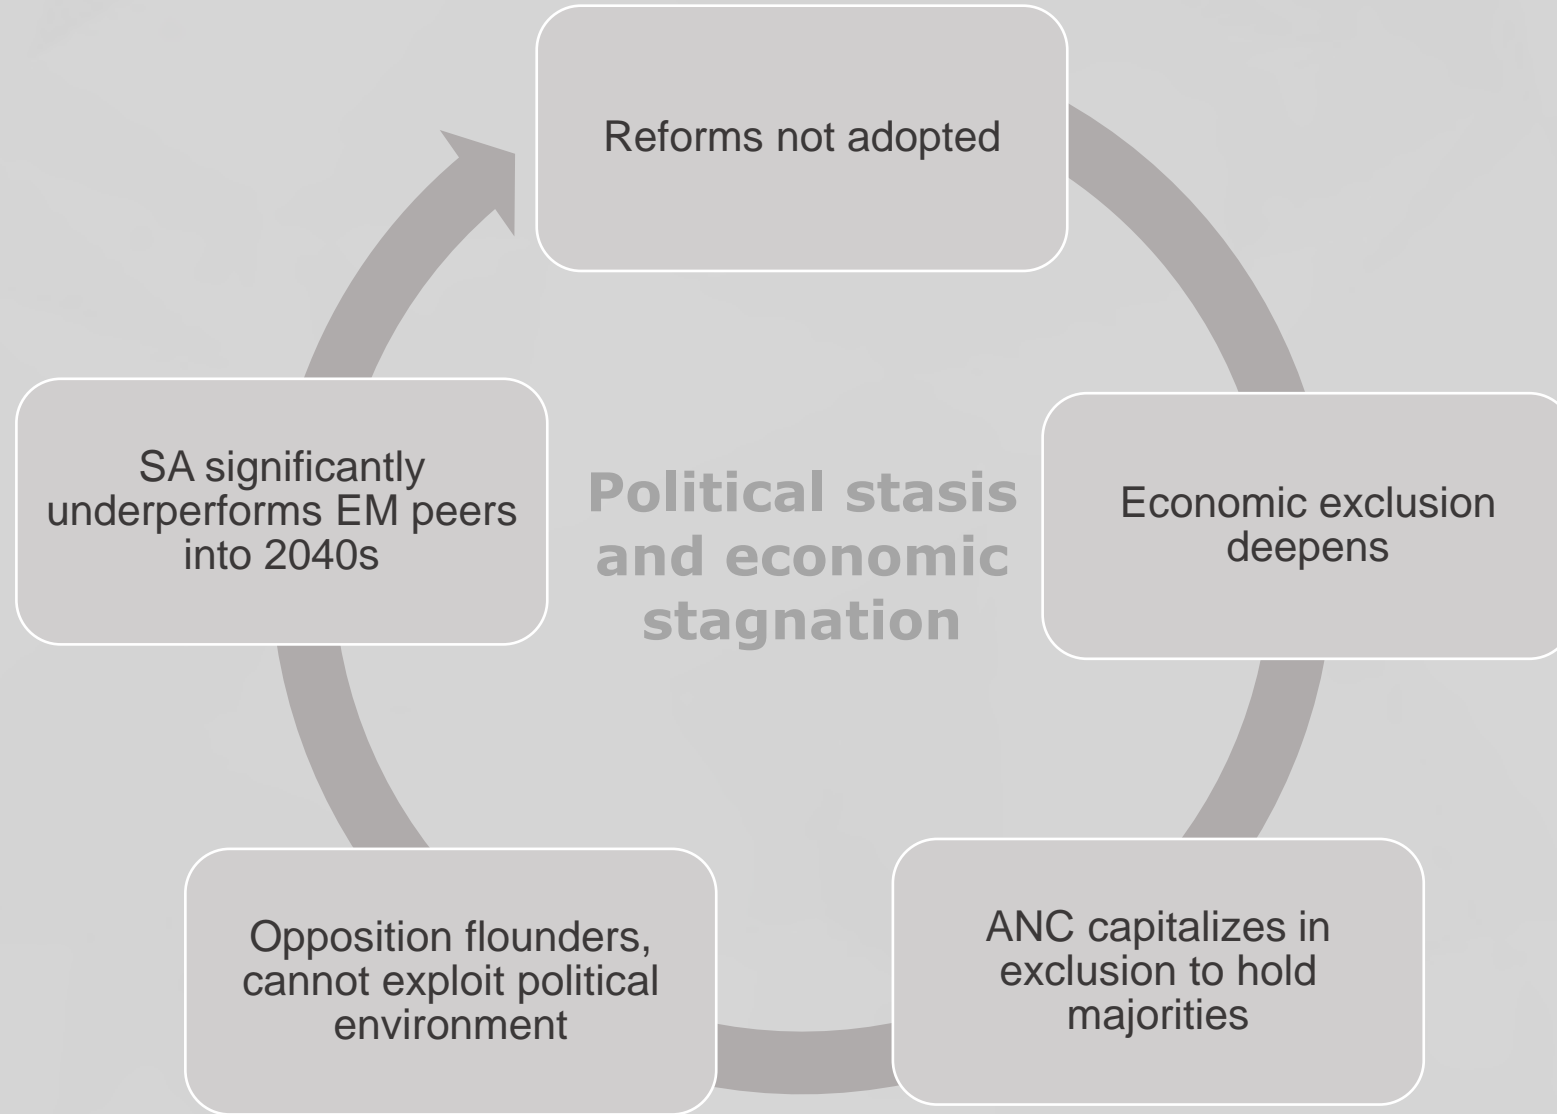 Reforms not adopted
Economic exclusion
deepens
ANC capitalizes in
exclusion to hold
majorities
Opposition flounders,
cannot exploit political
environment
SA significantly
underperforms EM peers
into 2040s
Political stasis
and economic
stagnation